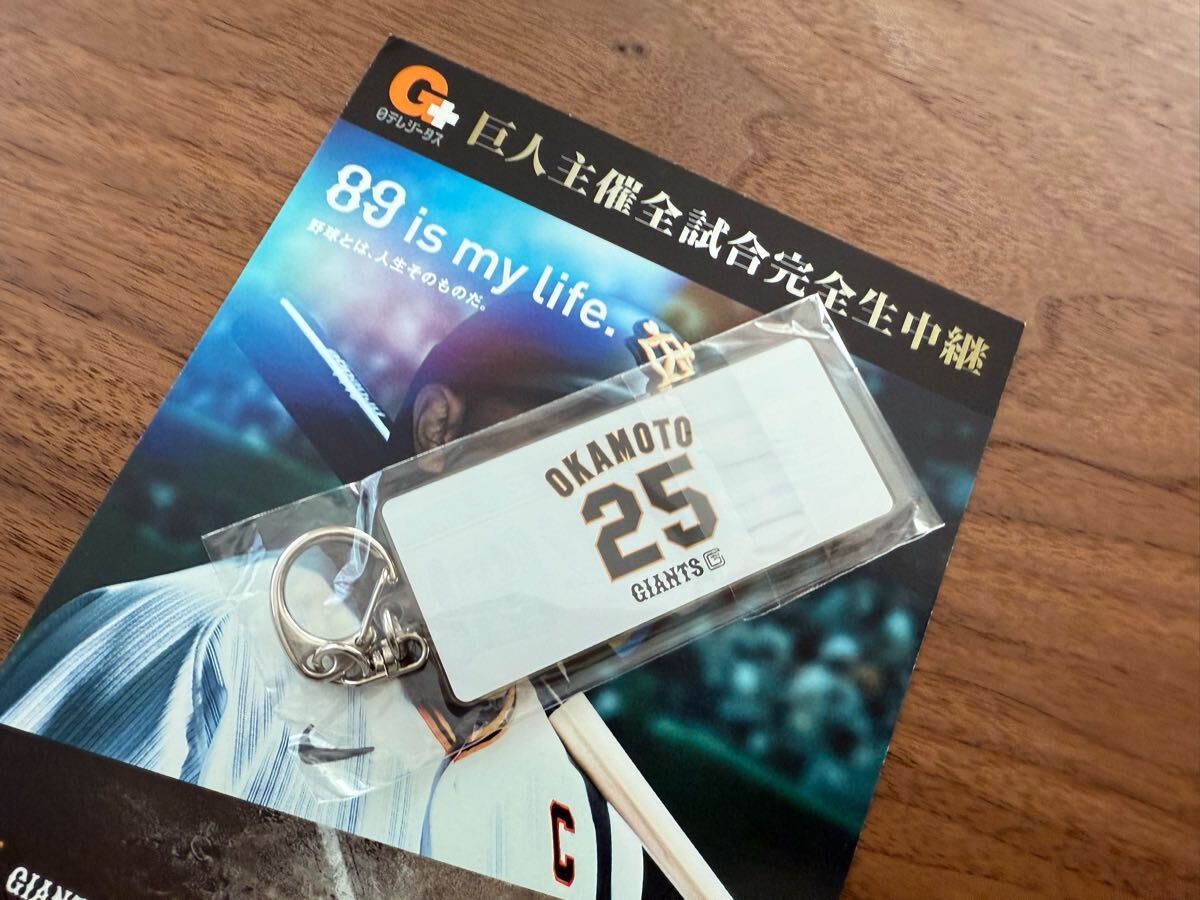 G+
日テレジータス
巨人主催全試合完全生中継
89 is my life.
野球とは、人生そのものだ。
OKAMOTO
25
GIANTS
C
GIANT